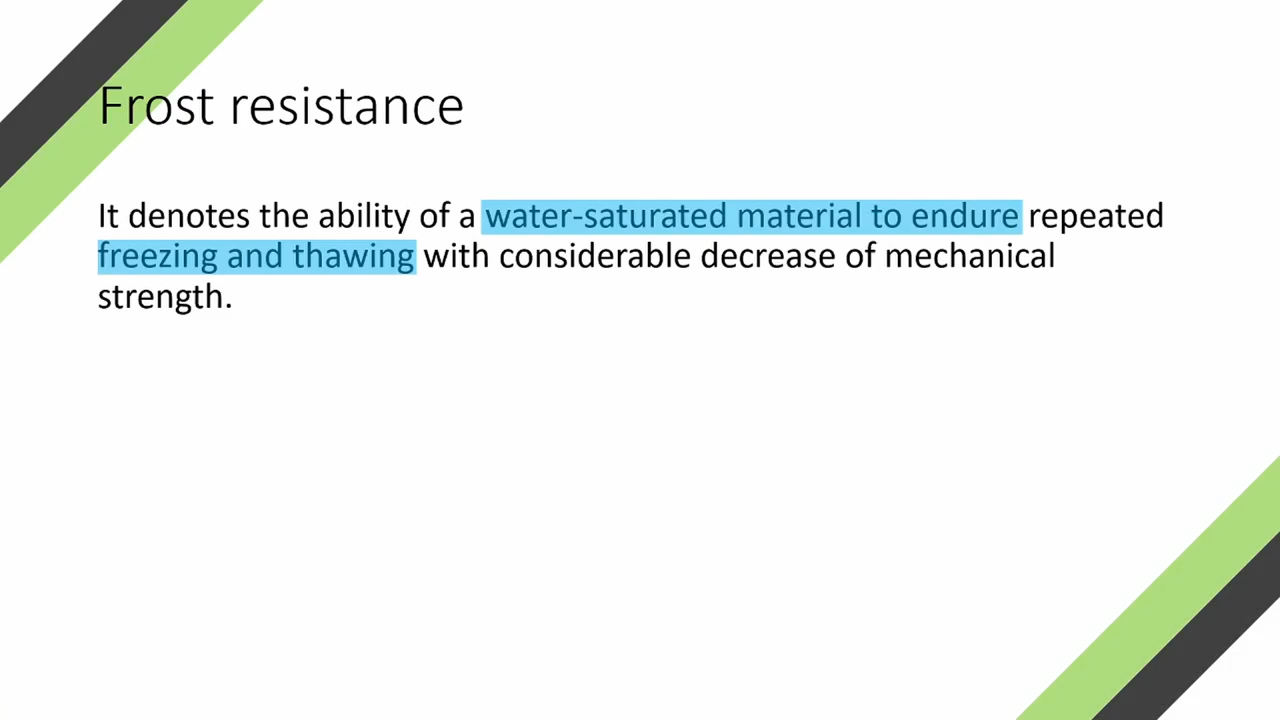 Frost resistance
It denotes the ability of a water-saturated material to endure repeated
freezing and thawing with considerable decrease of mechanical
strength.